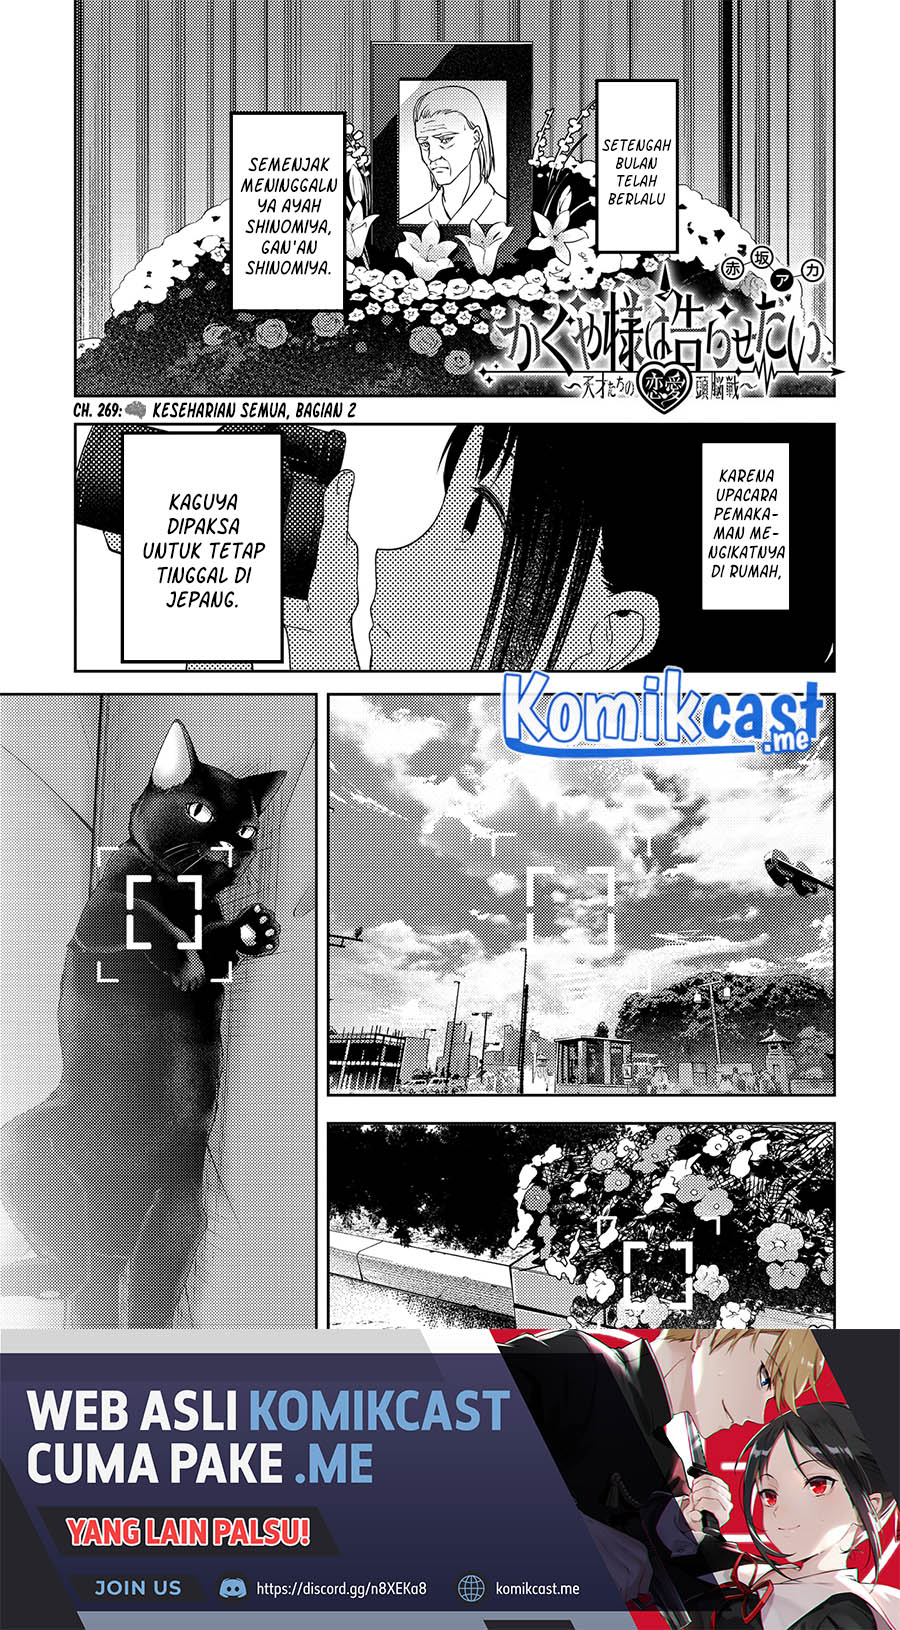 SETENGAH
BULAN
TELAH
BERLALU
SEMENJAK
MENINGGALN
YA AYAH
SHINOMIYA,
GAN'AN
SHINOMIYA.
赤坂アカ
かぐや様は告らせたい
～天才たちの恋愛頭脳戦～
CH. 269: KESEHARIAN SEMUA, BAGIAN 2
KARENA
UPACARA
PEMAKA-
MAN ME-
NGIKATNYA
DI RUMAH,
KAGUYA
DIPAKSA
UNTUK TETAP
TINGGAL DI
JEPANG.
Komikcast
.me
WEB ASLI KOMIKCAST
CUMA PAKE .ME
YANG LAIN PALSU!
JOIN US https://discord.gg/n8XEKa8 komikcast.me